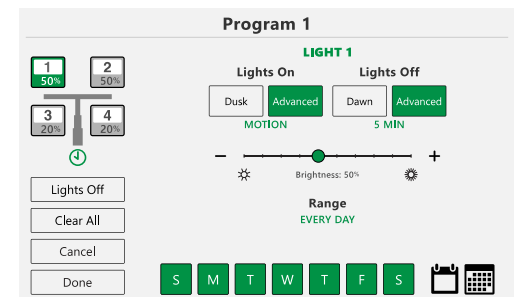 Program 1
1
50%
2
50%
3
20%
4
20%
Lights Off
Clear All
Cancel
Done
LIGHT 1
Lights On
Lights Off
Dusk
Advanced
Dawn
Advanced
MOTION
5 MIN
− +
Brightness: 50%
Range
EVERY DAY
S M T W T F S